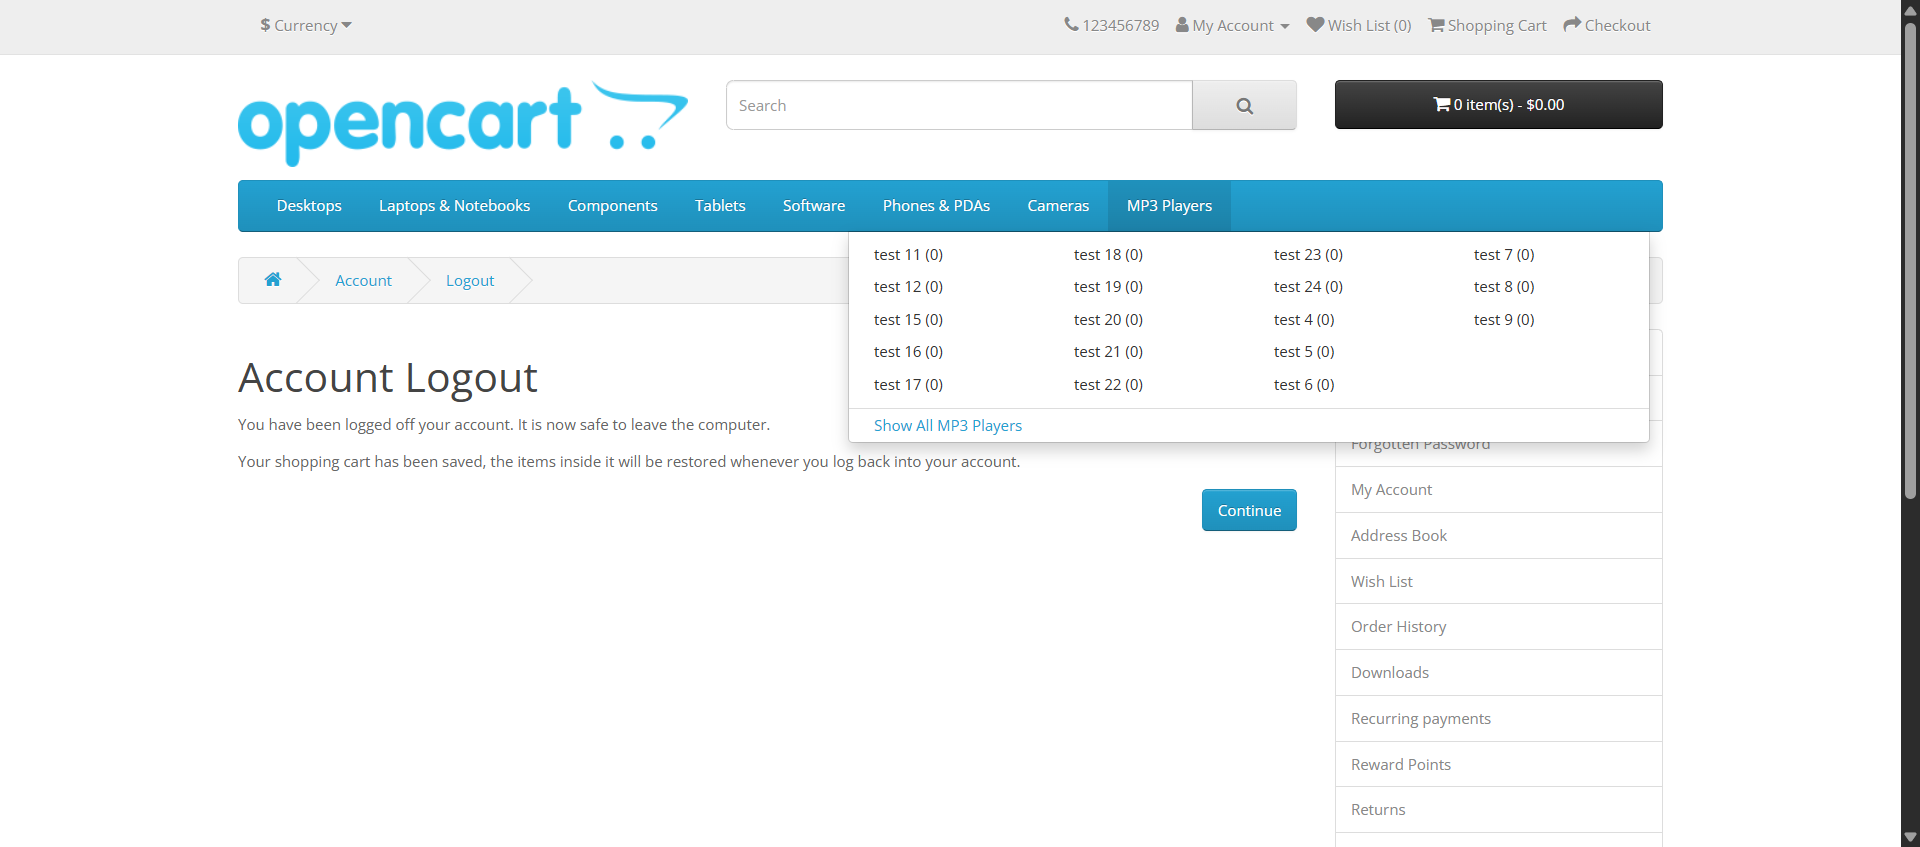 $ Currency
123456789 My Account Wish List (0) Shopping Cart Checkout
opencart
Search
0 item(s) - $0.00
Desktops Laptops & Notebooks Components Tablets Software Phones & PDAs Cameras MP3 Players
test 11 (0) test 18 (0) test 23 (0) test 7 (0)
test 12 (0) test 19 (0) test 24 (0) test 8 (0)
test 15 (0) test 20 (0) test 4 (0) test 9 (0)
test 16 (0) test 21 (0) test 5 (0)
test 17 (0) test 22 (0) test 6 (0)
Show All MP3 Players
Account Logout
Account Logout
You have been logged off your account. It is now safe to leave the computer.
Your shopping cart has been saved, the items inside it will be restored whenever you log back into your account.
Continue
Forgotten Password
My Account
Address Book
Wish List
Order History
Downloads
Recurring payments
Reward Points
Returns